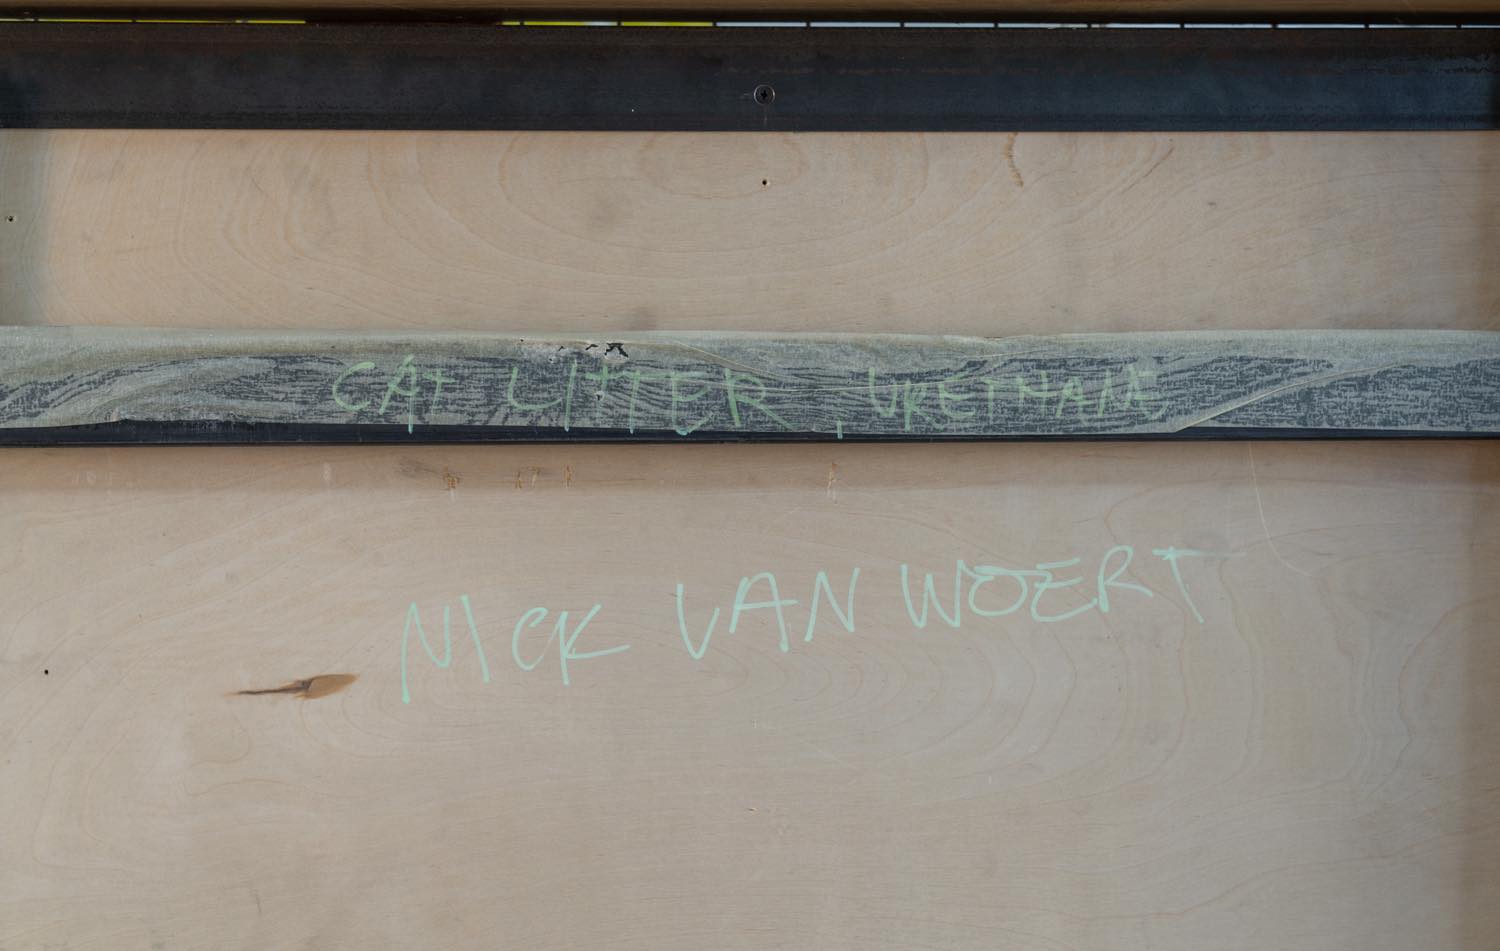 CAT LITTER, URETHANE
NICK VAN WOERT